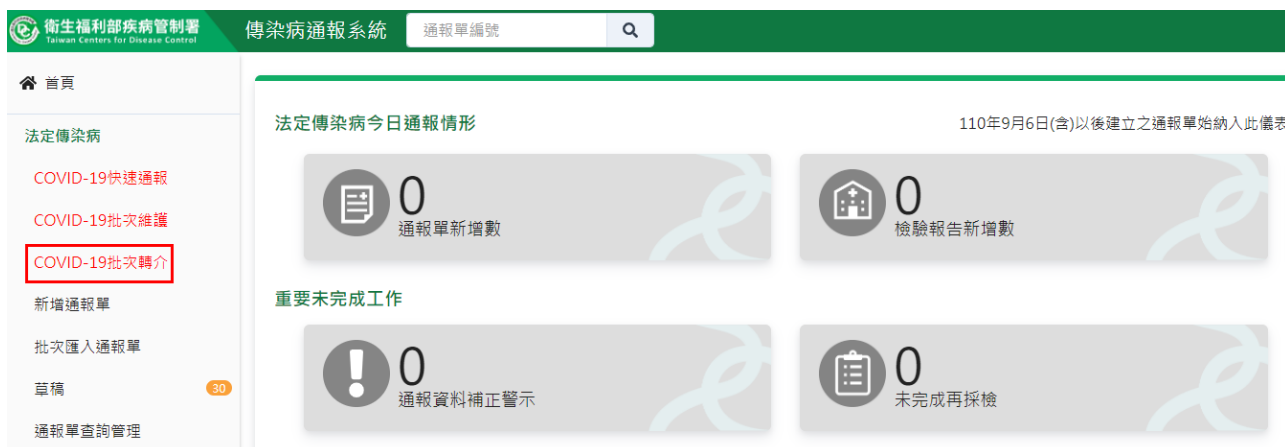 衛生福利部疾病管制署
Taiwan Centers for Disease Control
傳染病通報系統
通報單編號
首頁
法定傳染病
COVID-19快速通報
COVID-19批次維護
COVID-19批次轉介
新增通報單
批次匯入通報單
草稿 30
通報單查詢管理
法定傳染病今日通報情形
110年9月6日(含)以後建立之通報單始納入此儀表
0
通報單新增數
0
檢驗報告新增數
重要未完成工作
0
通報資料補正警示
0
未完成再採檢